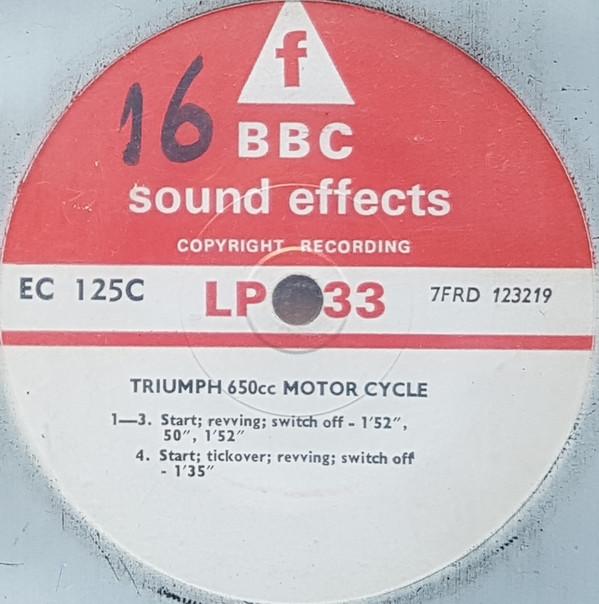 f
16
BBC
sound effects
COPYRIGHT RECORDING
EC 125C LP 33 7FRD 123219
TRIUMPH 650cc MOTOR CYCLE
1—3. Start; revving; switch off - 1'52",
50", 1'52"
4. Start; tickover; revving; switch off
- 1'35"